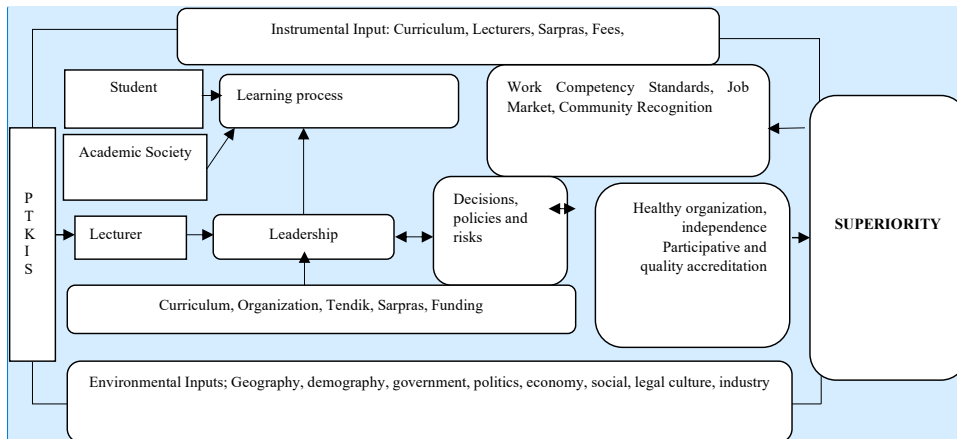 Instrumental Input: Curriculum, Lecturers, Sarpras, Fees,
Student
Learning process
Work Competency Standards, Job
Market, Community Recognition
Academic Society
P
T
K
I
S
Lecturer
Leadership
Decisions,
policies and
risks
Healthy organization,
independence
Participative and
quality accreditation
SUPERIORITY
Curriculum, Organization, Tendik, Sarpras, Funding
Environmental Inputs; Geography, demography, government, politics, economy, social, legal culture, industry